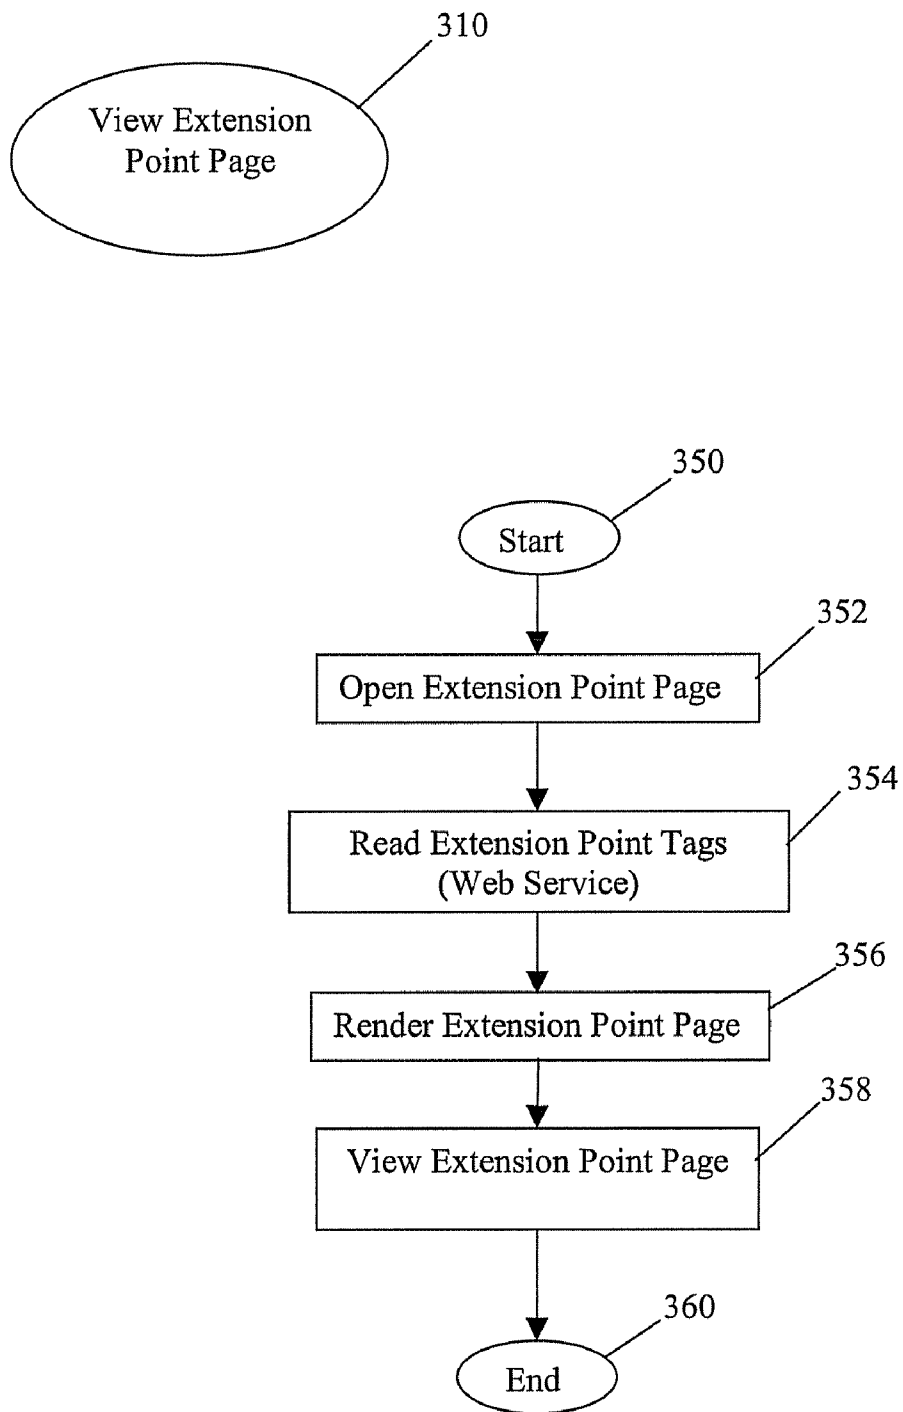 310
View Extension
Point Page
350
Start
352
Open Extension Point Page
354
Read Extension Point Tags
(Web Service)
356
Render Extension Point Page
358
View Extension Point Page
360
End